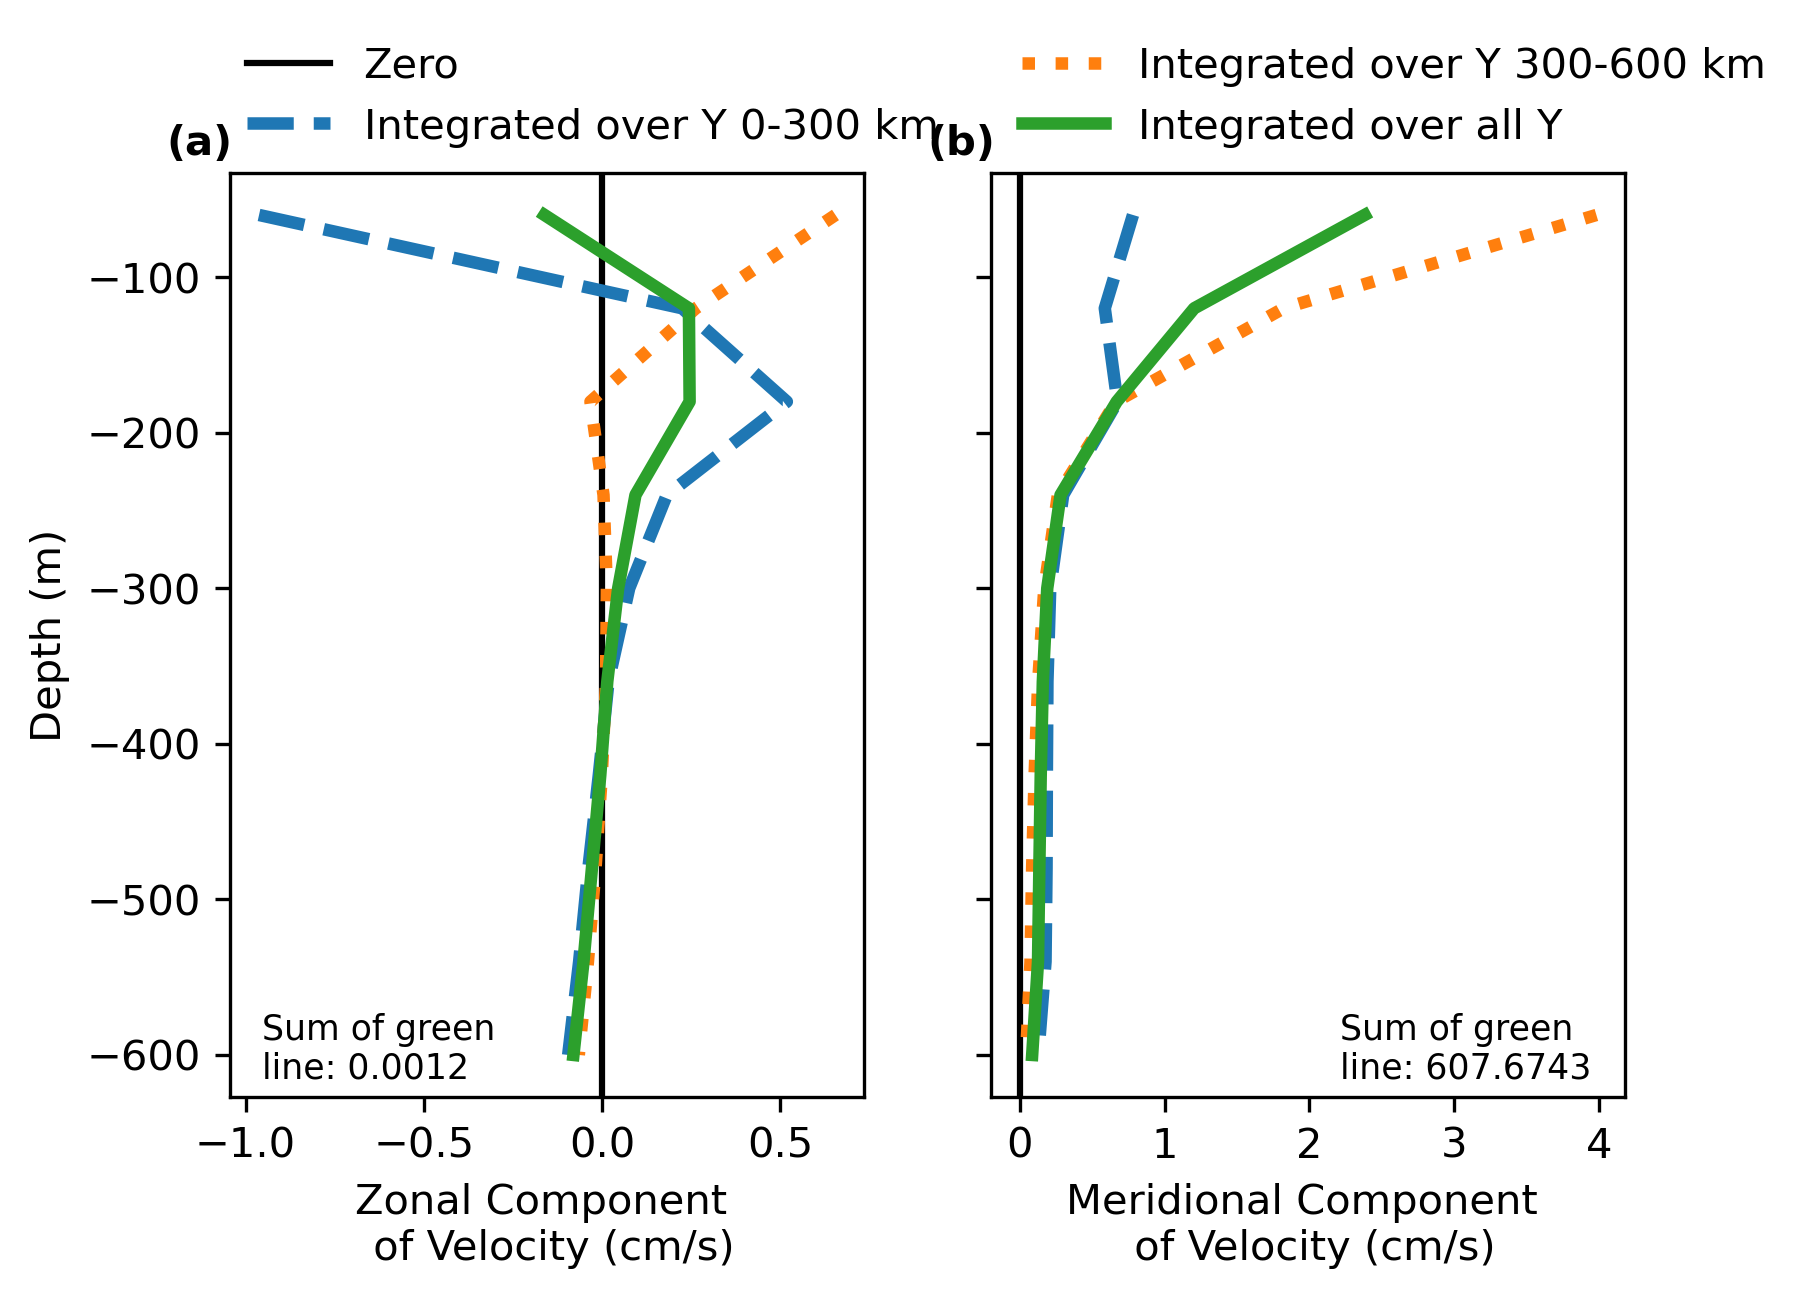 Zero
Integrated over Y 0-300 km
Integrated over Y 300-600 km
Integrated over all Y
(a)
(b)
−100
−200
−300
−400
−500
−600
Depth (m)
Sum of green
line: 0.0012
Sum of green
line: 607.6743
−1.0 −0.5 0.0 0.5
0 1 2 3 4
Zonal Component
of Velocity (cm/s)
Meridional Component
of Velocity (cm/s)